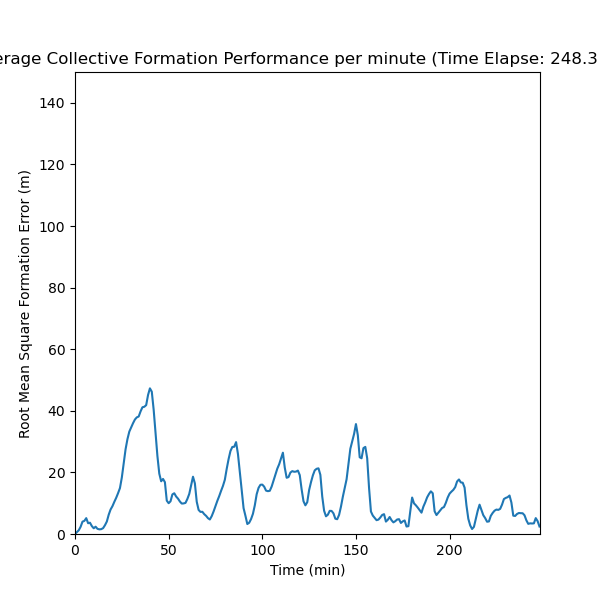 erage Collective Formation Performance per minute (Time Elapse: 248.3
140
120
100
80
60
40
20
0
Root Mean Square Formation Error (m)
0 50 100 150 200
Time (min)